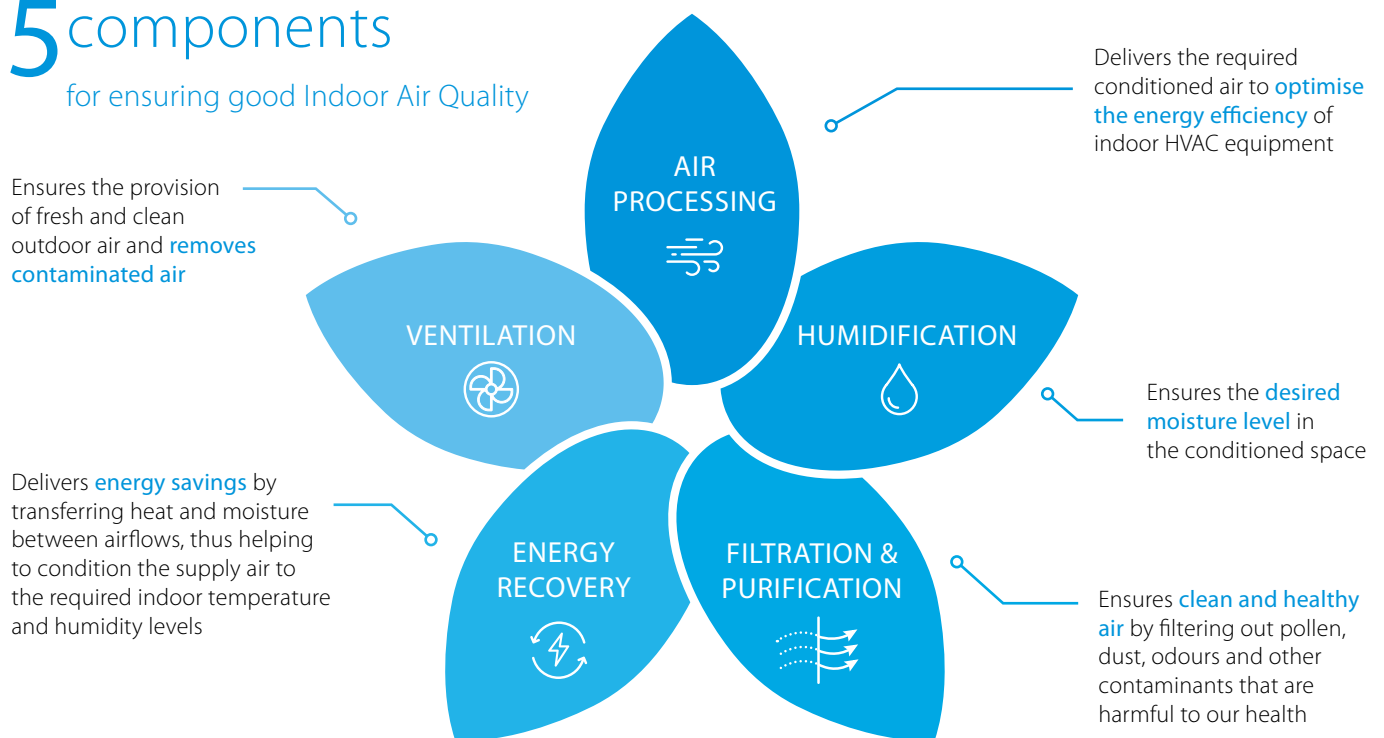 5 components
for ensuring good Indoor Air Quality
AIR
PROCESSING
Delivers the required
conditioned air to optimise
the energy efficiency of
indoor HVAC equipment
Ensures the provision
of fresh and clean
outdoor air and removes
contaminated air
VENTILATION
HUMIDIFICATION
Ensures the desired
moisture level in
the conditioned space
Delivers energy savings by
transferring heat and moisture
between airflows, thus helping
to condition the supply air to
the required indoor temperature
and humidity levels
ENERGY
RECOVERY
FILTRATION &
PURIFICATION
Ensures clean and healthy
air by filtering out pollen,
dust, odours and other
contaminants that are
harmful to our health